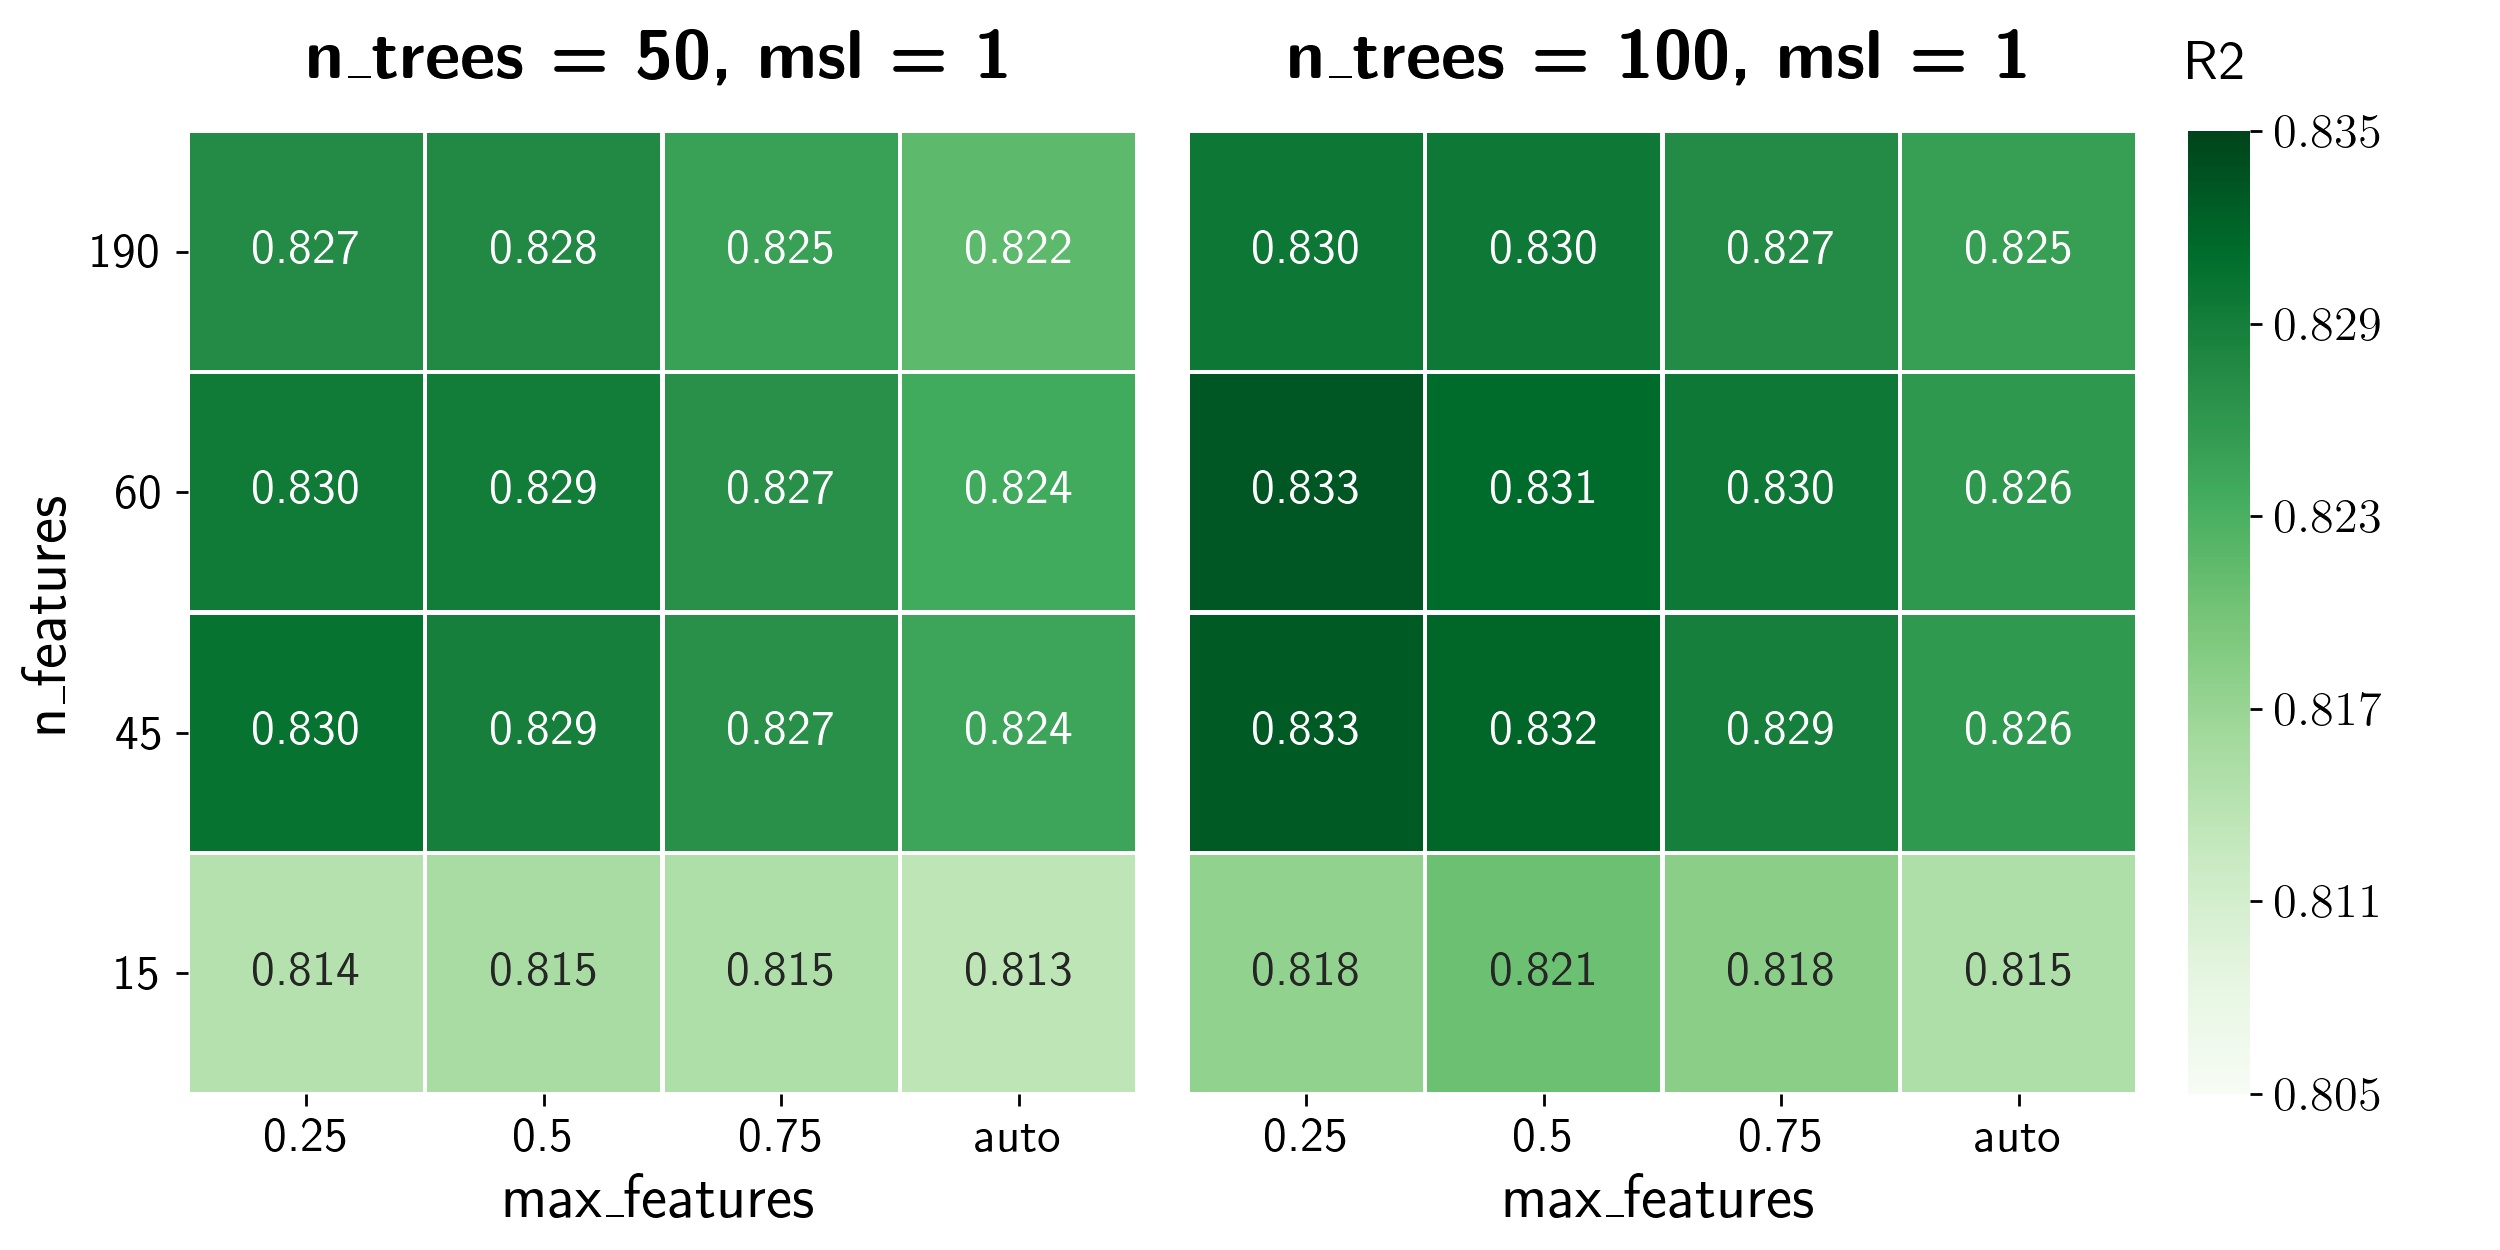 n_trees = 50, msl = 1
n_trees = 100, msl = 1
R2
n_features
190
0.827 0.828 0.825 0.822
0.830 0.830 0.827 0.825
60
0.830 0.829 0.827 0.824
0.833 0.831 0.830 0.826
45
0.830 0.829 0.827 0.824
0.833 0.832 0.829 0.826
15
0.814 0.815 0.815 0.813
0.818 0.821 0.818 0.815
0.25 0.5 0.75 auto
0.25 0.5 0.75 auto
max_features
max_features
0.835
0.829
0.823
0.817
0.811
0.805